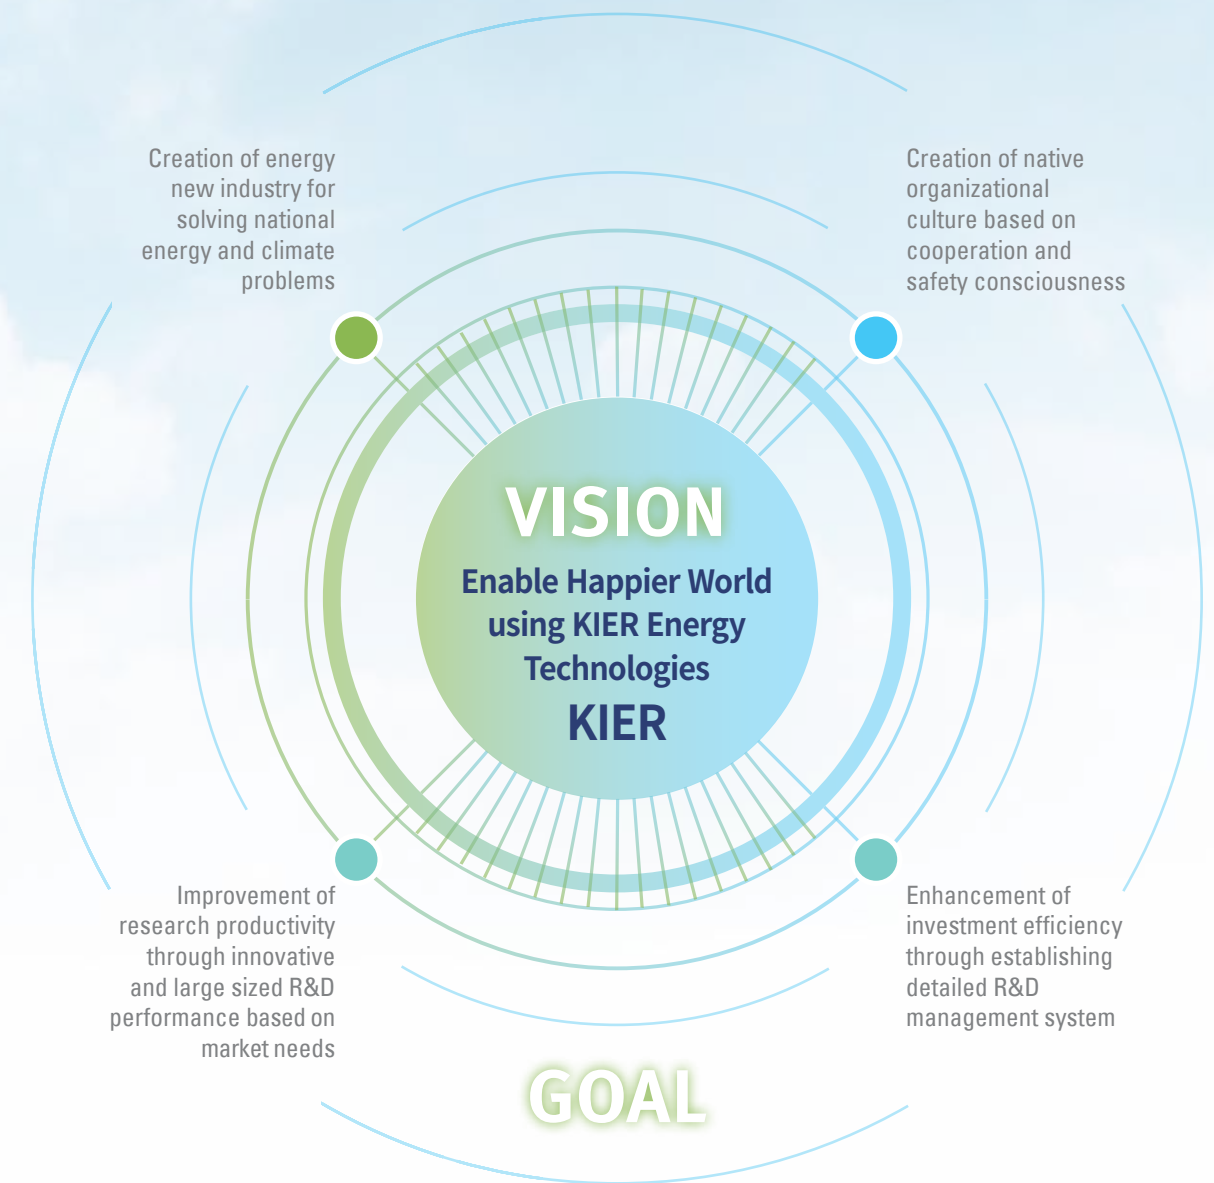 Creation of energy
new industry for
solving national
energy and climate
problems
Creation of native
organizational
culture based on
cooperation and
safety consciousness
VISION
Enable Happier World
using KIER Energy
Technologies
KIER
Improvement of
research productivity
through innovative
and large sized R&D
performance based on
market needs
Enhancement of
investment efficiency
through establishing
detailed R&D
management system
GOAL